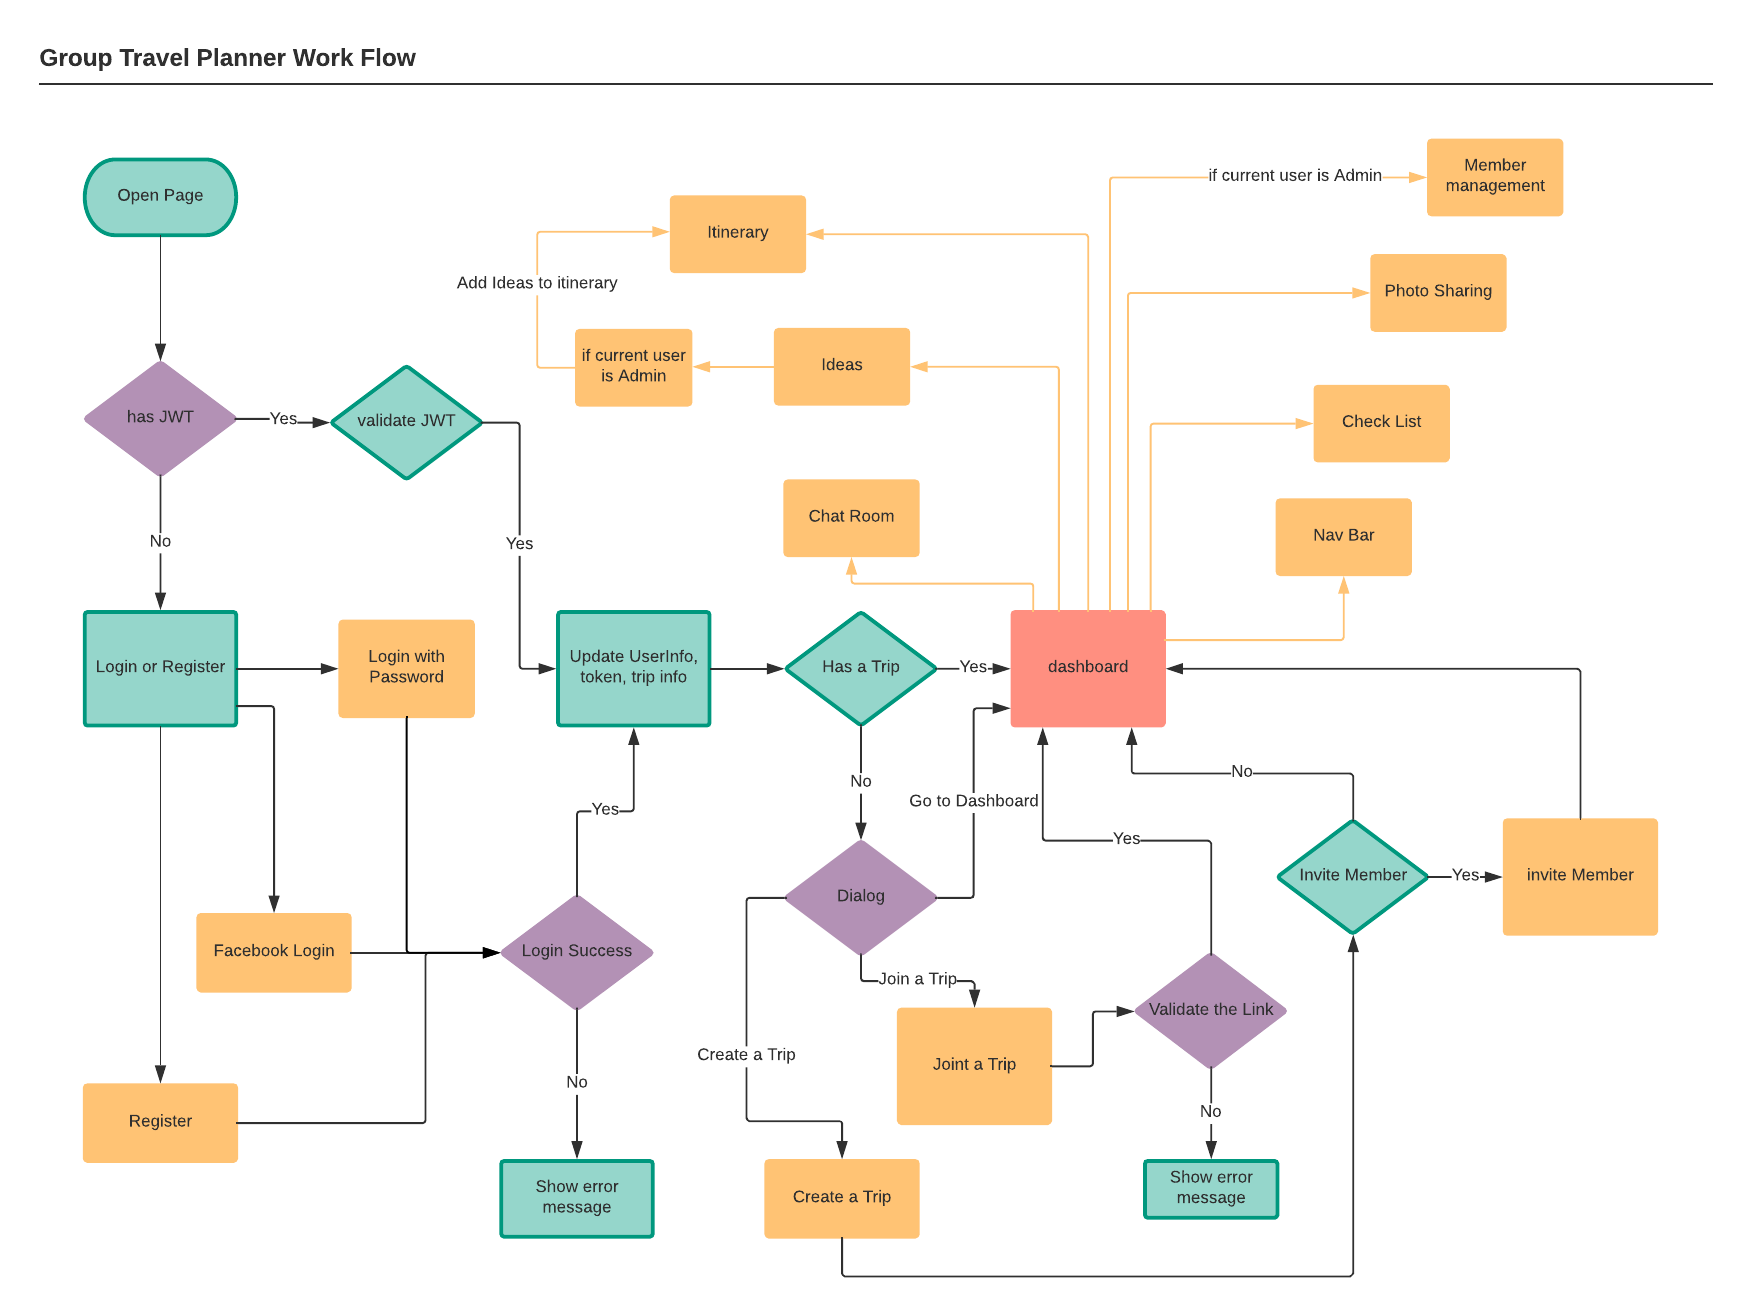 Group Travel Planner Work Flow
Open Page
if current user is Admin
Member
management
Itinerary
Add Ideas to itinerary
Photo Sharing
if current user
is Admin
Ideas
has JWT
Yes
validate JWT
Check List
Chat Room
Nav Bar
No
Yes
Login or Register
Login with
Password
Update UserInfo,
token, trip info
Has a Trip
Yes
dashboard
No
Go to Dashboard
No
Yes
Yes
Dialog
Invite Member
Yes
invite Member
Facebook Login
Login Success
Join a Trip
Validate the Link
Create a Trip
Joint a Trip
No
No
Register
Show error
message
Create a Trip
Show error
message